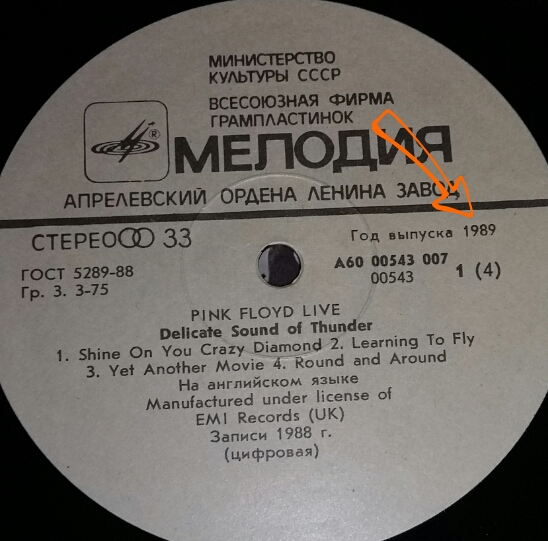 МИНИСТЕРСТВО
КУЛЬТУРЫ СССР
ВСЕСОЮЗНАЯ ФИРМА
ГРАМПЛАСТИНОК
МЕЛОДИЯ
®
АПРЕЛЕВСКИЙ ОРДЕНА ЛЕНИНА ЗАВОД
СТЕРЕО 33
Год выпуска 1989
ГОСТ 5289-88
Гр. 3. 3-75
А60 00543 007
00543
1 (4)
PINK FLOYD LIVE
Delicate Sound of Thunder
1. Shine On You Crazy Diamond 2. Learning To Fly
3. Yet Another Movie 4. Round and Around
На английском языке
Manufactured under license of
EMI Records (UK)
Записи 1988 г.
(цифровая)